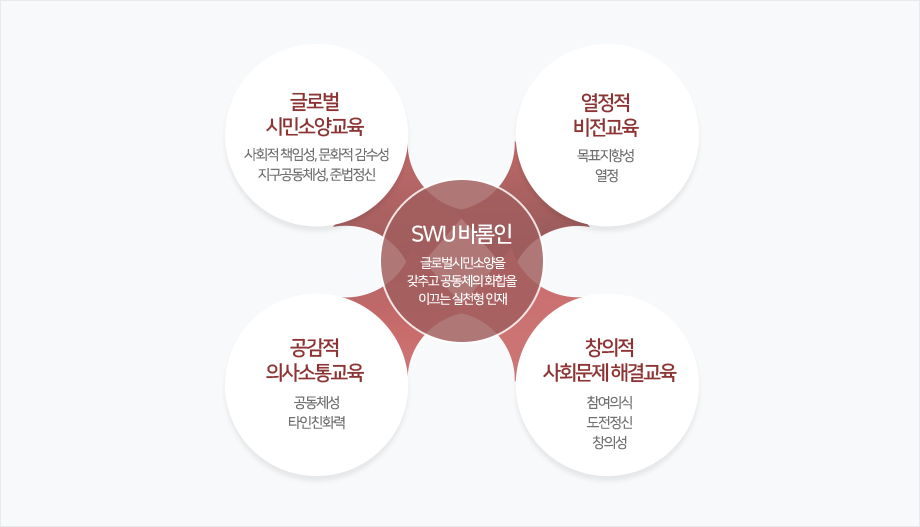 글로벌
시민소양교육
사회적 책임성, 문화적 감수성
지구공동체성, 준법정신
열정적
비전교육
목표지향성
열정
SWU 바롬인
글로벌시민소양을
갖추고 공동체의 화합을
이끄는 실천형 인재
공감적
의사소통교육
공동체성
타인친화력
창의적
사회문제 해결교육
참여의식
도전정신
창의성